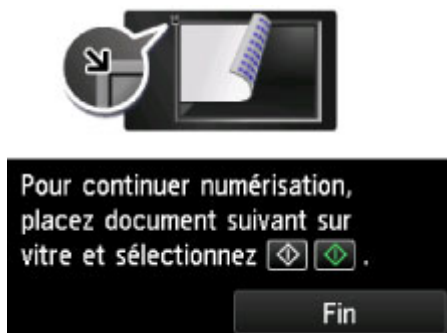 Pour continuer numérisation,
placez document suivant sur
vitre et sélectionnez .
Fin